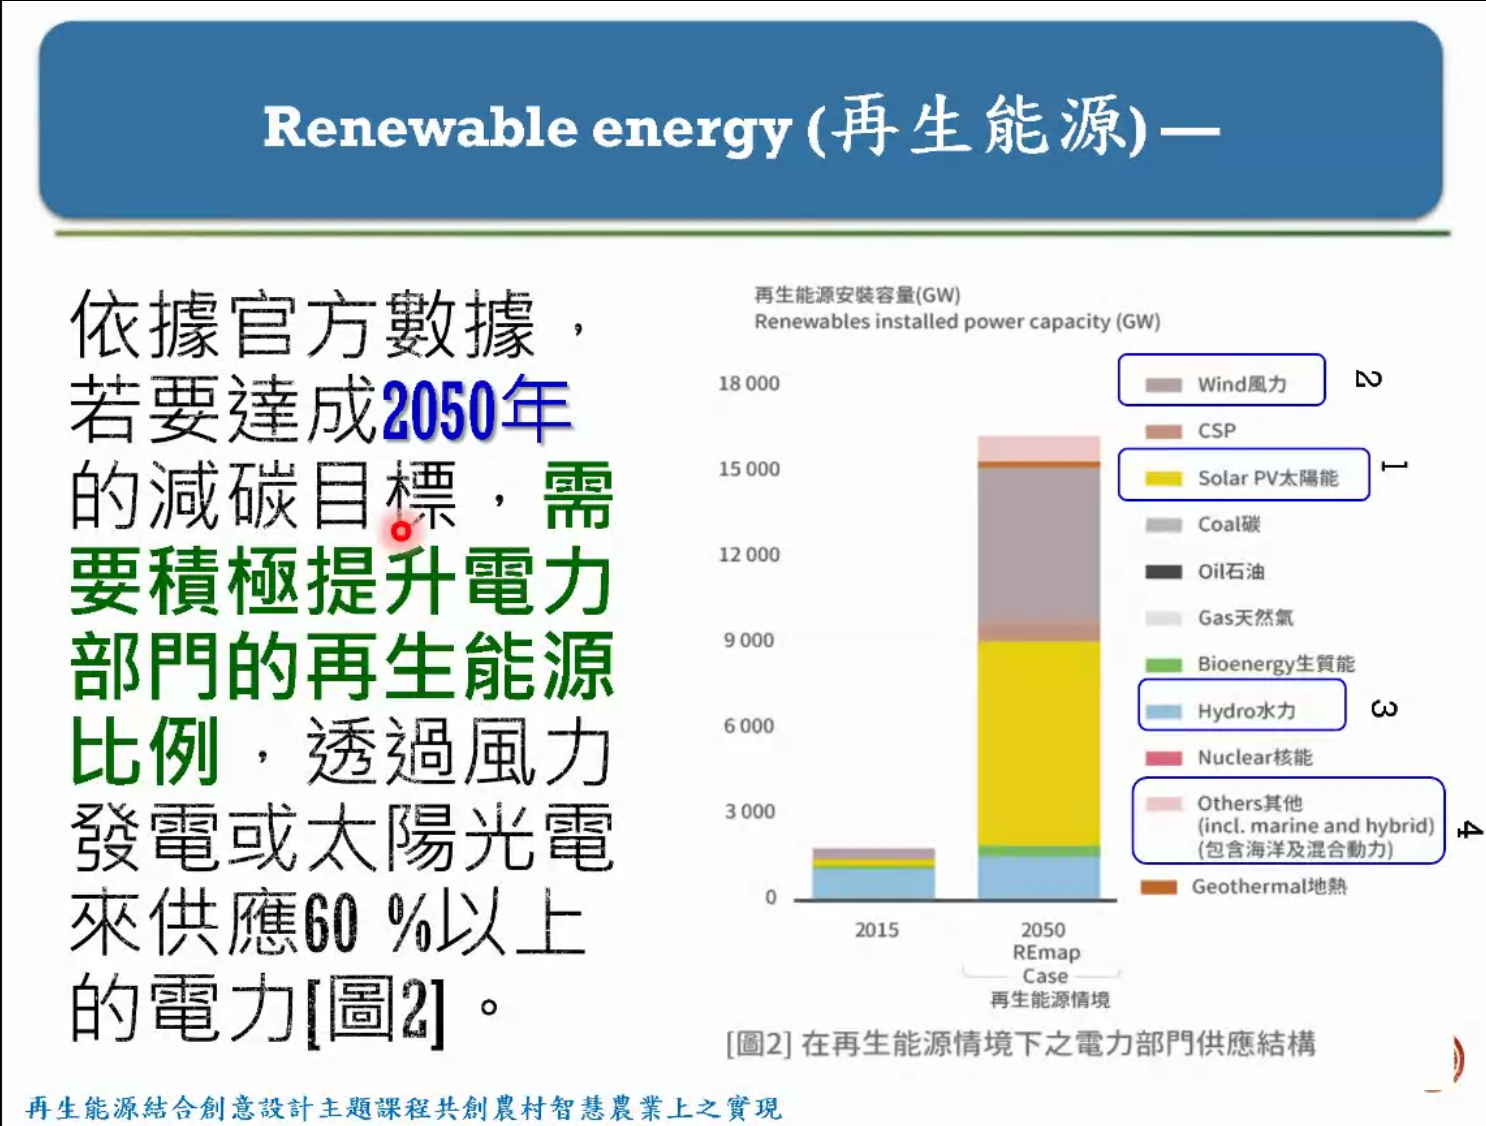 Renewable energy (再生能源) —
依據官方數據，
若要達成2050年
的減碳目標，需
要積極提升電力
部門的再生能源
比例，透過風力
發電或太陽光電
來供應60 %以上
的電力[圖2]。
再生能源安裝容量(GW)
Renewables installed power capacity (GW)
18 000
15 000
12 000
9 000
6 000
3 000
0
2015
2050
REmap
Case
再生能源情境
Wind風力
2
CSP
Solar PV太陽能
1
Coal碳
Oil石油
Gas天然氣
Bioenergy生質能
Hydro水力
3
Nuclear核能
Others其他
(incl. marine and hybrid)
(包含海洋及混合動力)
4
Geothermal地熱
[圖2] 在再生能源情境下之電力部門供應結構
再生能源結合創意設計主題課程共創農村智慧農業上之實現